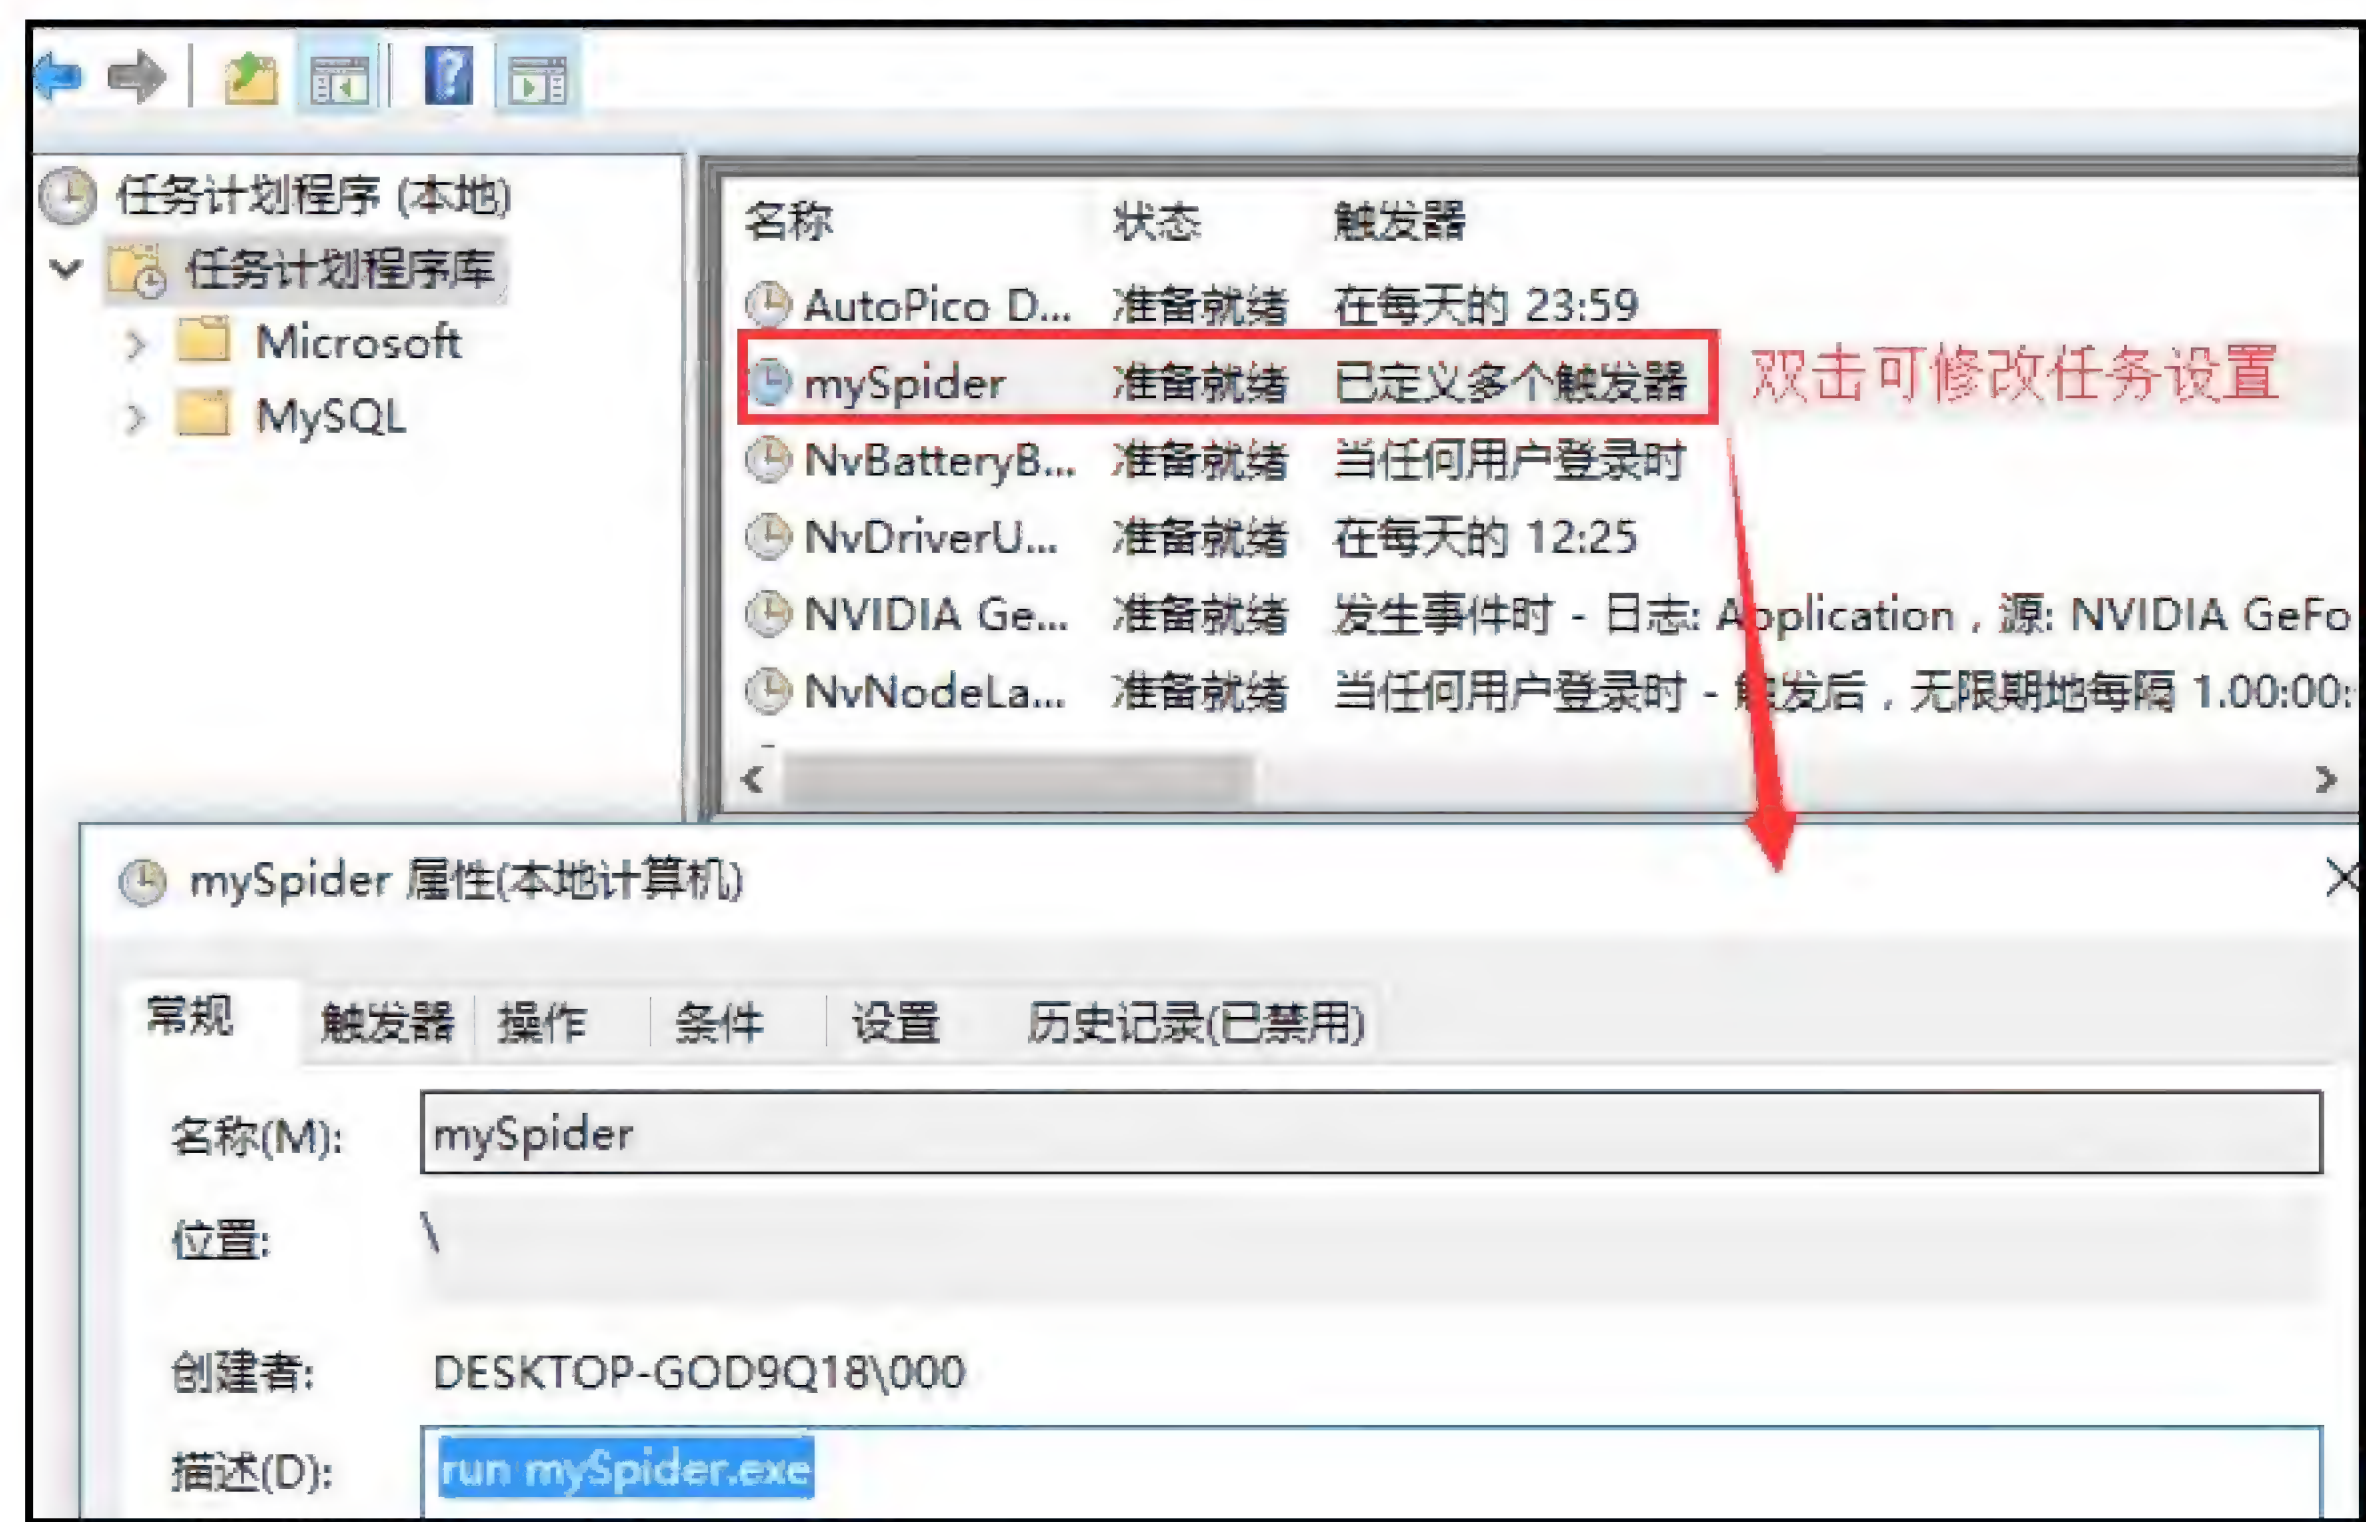 任务计划程序 (本地)
任务计划程序库
Microsoft
MySQL
名称 状态 触发器
AutoPico D... 准备就绪 在每天的 23:59
mySpider 准备就绪 已定义多个触发器 双击可修改任务设置
NvBatteryB... 准备就绪 当任何用户登录时
NvDriverU... 准备就绪 在每天的 12:25
NVIDIA Ge... 准备就绪 发生事件时 - 日志: Application，源: NVIDIA GeFo
NvNodeLa... 准备就绪 当任何用户登录时 - 触发后，无限期地每隔 1.00:00:
mySpider 属性(本地计算机)
常规 触发器 操作 条件 设置 历史记录(已禁用)
名称(M): mySpider
位置: \
创建者: DESKTOP-GOD9Q18\000
描述(D): run mySpider.exe